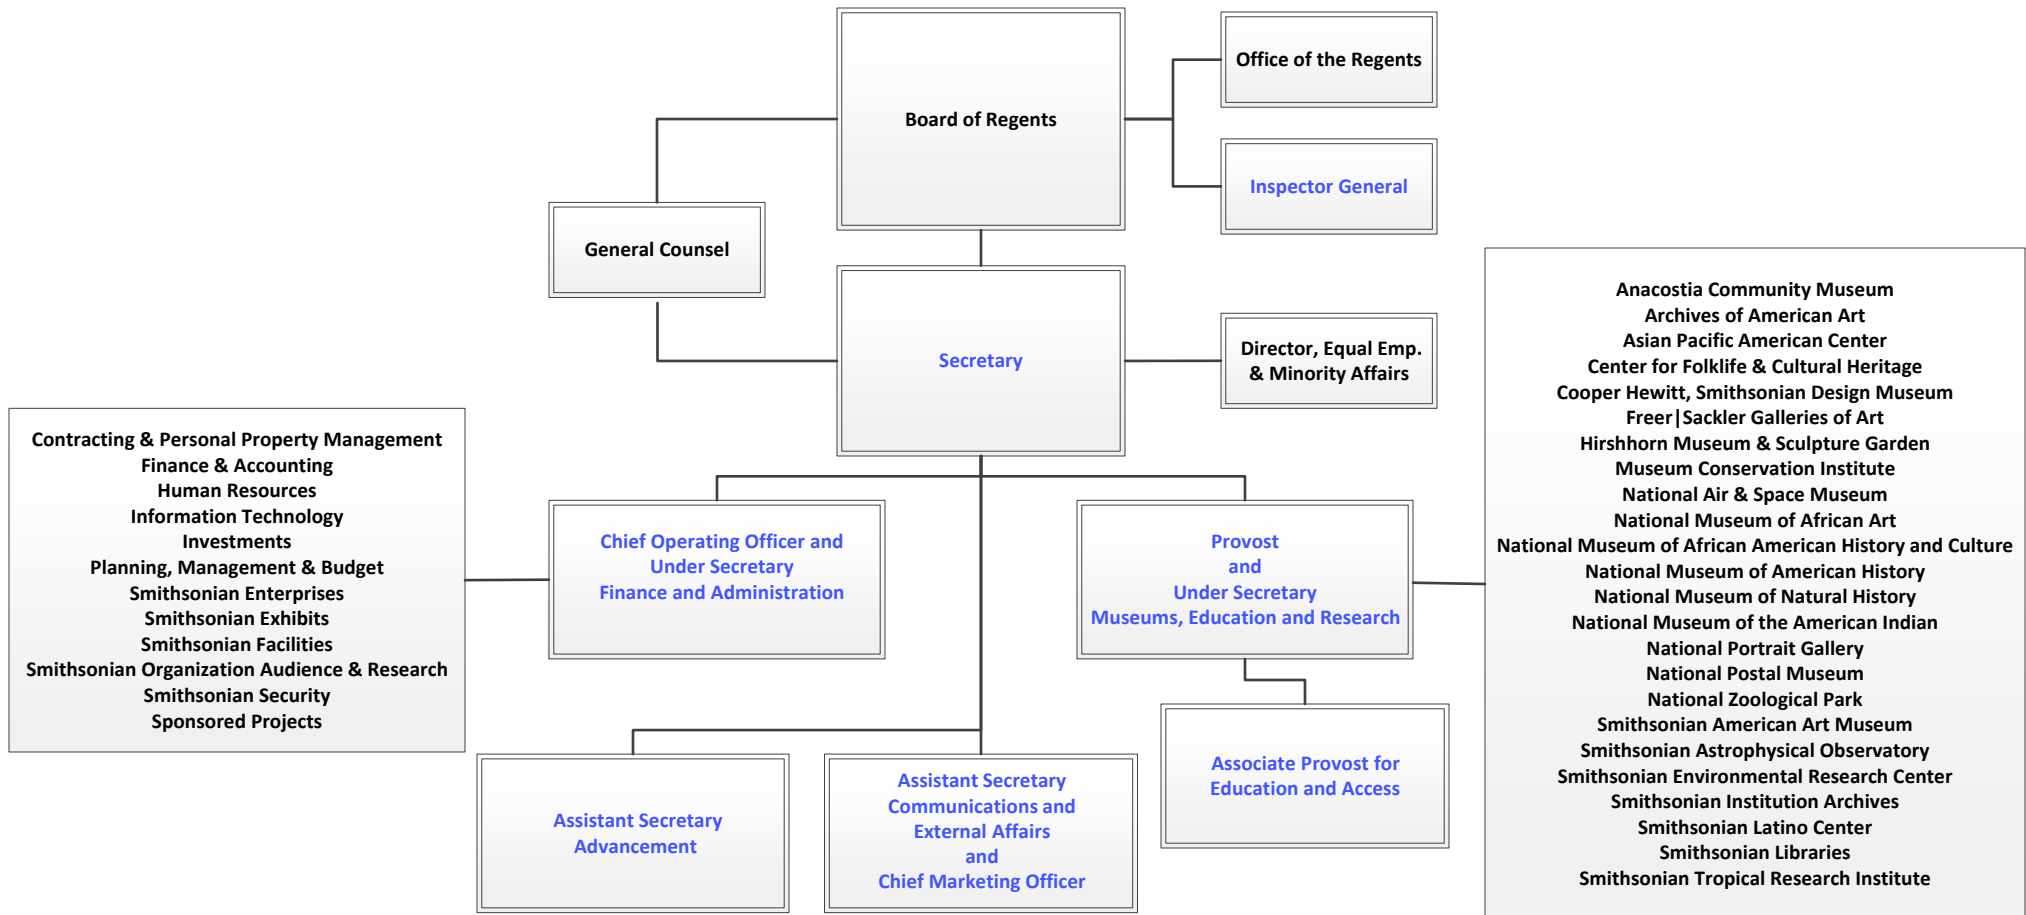 Board of Regents
Office of the Regents
Inspector General
General Counsel
Secretary
Director, Equal Emp.
& Minority Affairs
Contracting & Personal Property Management
Finance & Accounting
Human Resources
Information Technology
Investments
Planning, Management & Budget
Smithsonian Enterprises
Smithsonian Exhibits
Smithsonian Facilities
Smithsonian Organization Audience & Research
Smithsonian Security
Sponsored Projects
Chief Operating Officer and
Under Secretary
Finance and Administration
Provost
and
Under Secretary
Museums, Education and Research
Anacostia Community Museum
Archives of American Art
Asian Pacific American Center
Center for Folklife & Cultural Heritage
Cooper Hewitt, Smithsonian Design Museum
Freer|Sackler Galleries of Art
Hirshhorn Museum & Sculpture Garden
Museum Conservation Institute
National Air & Space Museum
National Museum of African Art
National Museum of African American History and Culture
National Museum of American History
National Museum of Natural History
National Museum of the American Indian
National Portrait Gallery
National Postal Museum
National Zoological Park
Smithsonian American Art Museum
Smithsonian Astrophysical Observatory
Smithsonian Environmental Research Center
Smithsonian Institution Archives
Smithsonian Latino Center
Smithsonian Libraries
Smithsonian Tropical Research Institute
Assistant Secretary
Advancement
Assistant Secretary
Communications and
External Affairs
and
Chief Marketing Officer
Associate Provost for
Education and Access